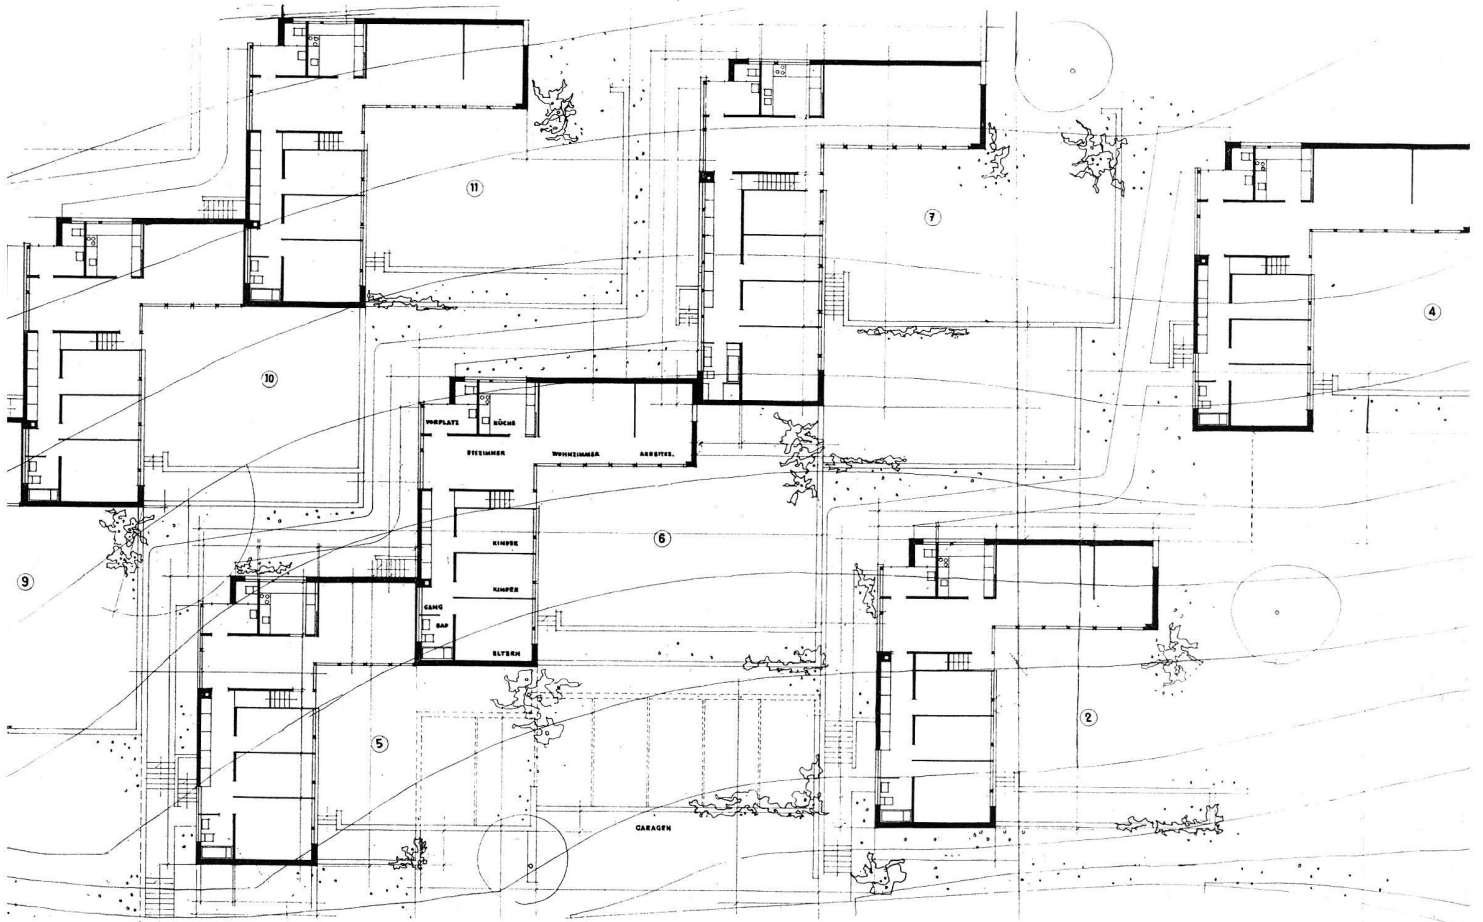 11
7
4
10
VORPLATZ KÜCHE
ESSZIMMER WOHNZIMMER ARBEITS.
6
KINDER
9
KINDER
GANG
BAD
ELTERN
2
5
GARAGEN